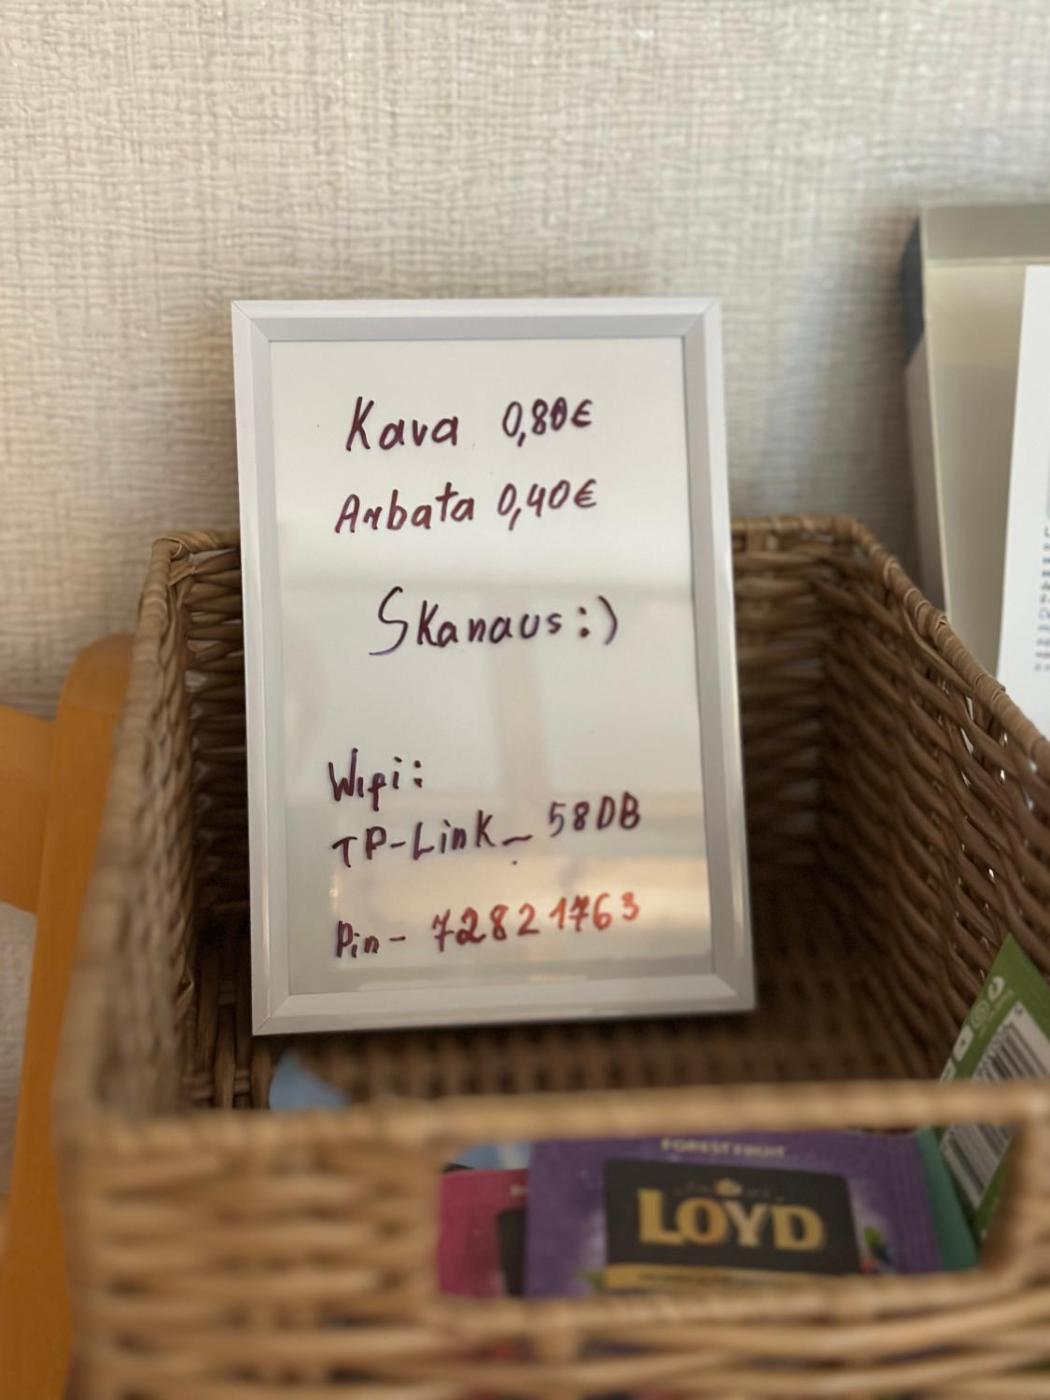 Kava 0,80€
Arbata 0,40€
Skanaus:)
Wifi:
TP-Link_58DB
Pin- 72821763
FOREST FRUIT
LOYD